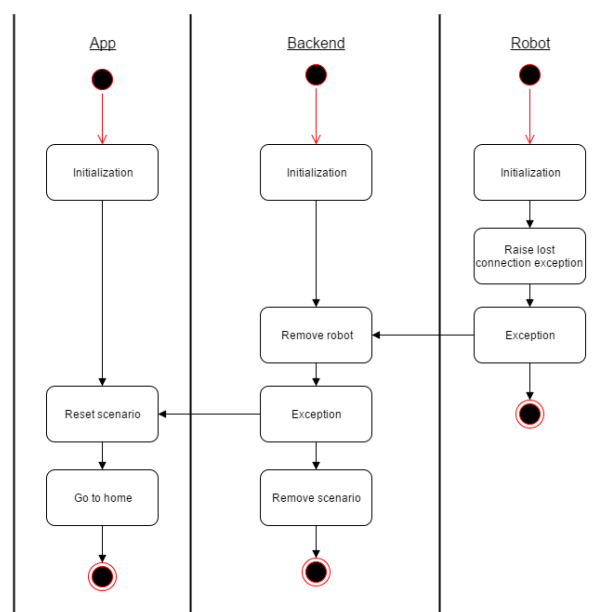 App
Backend
Robot
Initialization
Initialization
Initialization
Raise lost
connection exception
Remove robot
Exception
Reset scenario
Exception
Go to home
Remove scenario